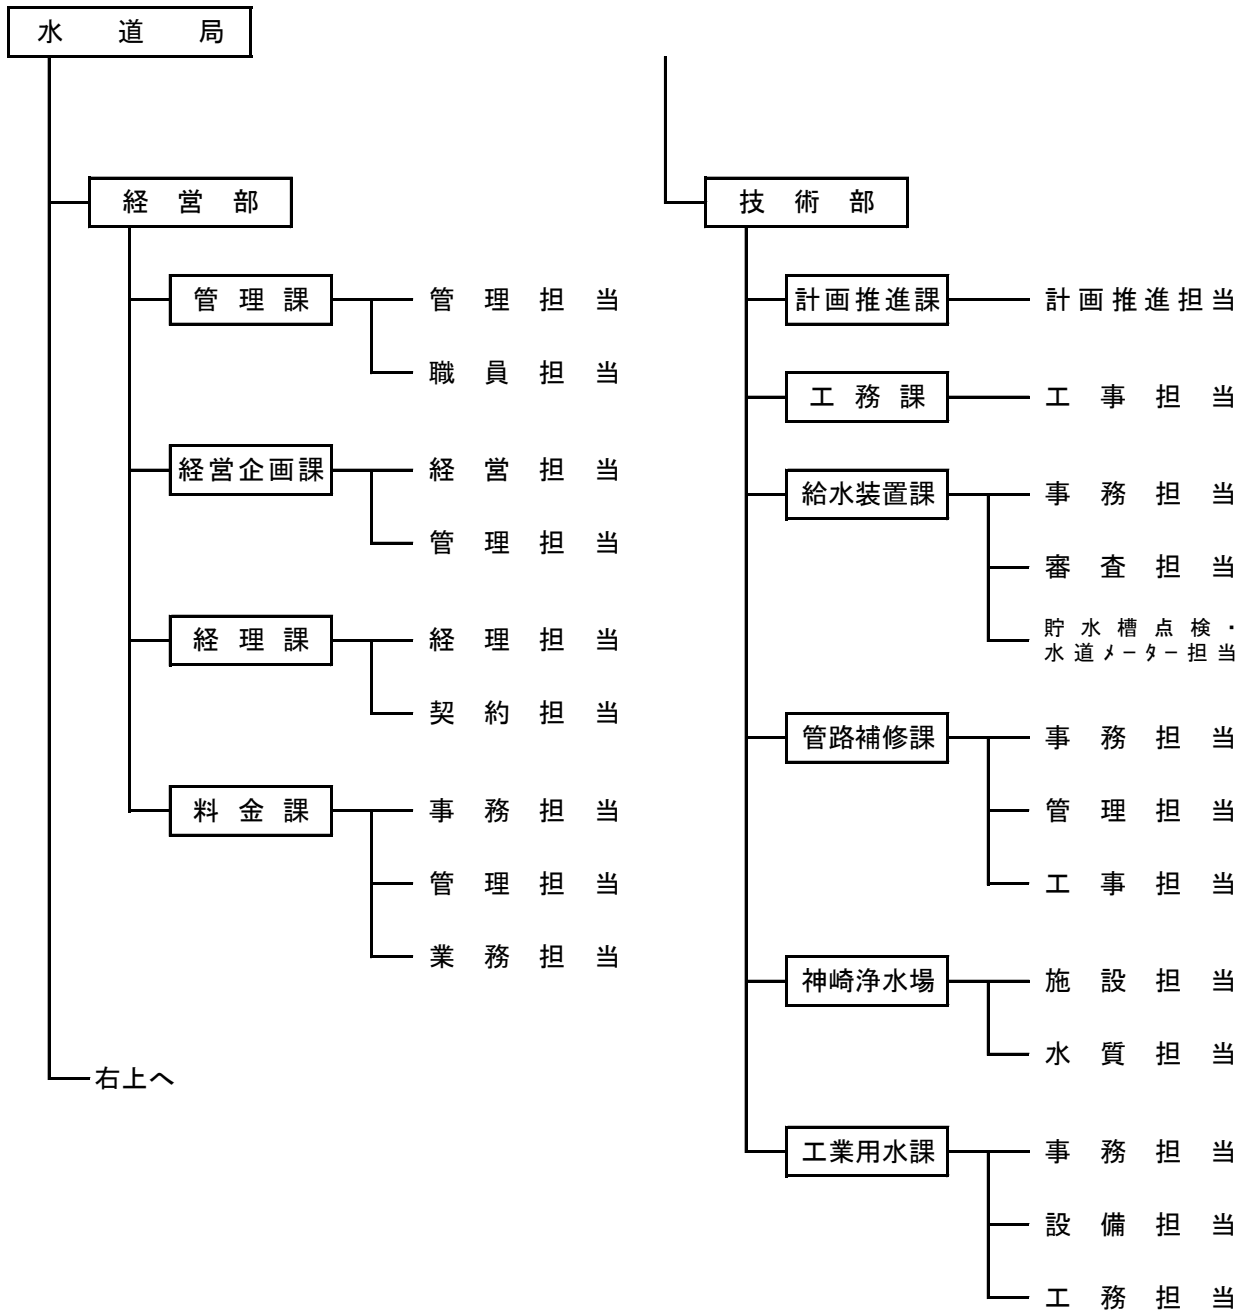 水道局
経営部
管理課
管理担当
職員担当
経営企画課
経営担当
管理担当
経理課
経理担当
契約担当
料金課
事務担当
管理担当
業務担当
右上へ
技術部
計画推進課
計画推進担当
工務課
工事担当
給水装置課
事務担当
審査担当
貯水槽点検・
水道ﾒｰﾀｰ担当
管路補修課
事務担当
管理担当
工事担当
神崎浄水場
施設担当
水質担当
工業用水課
事務担当
設備担当
工務担当